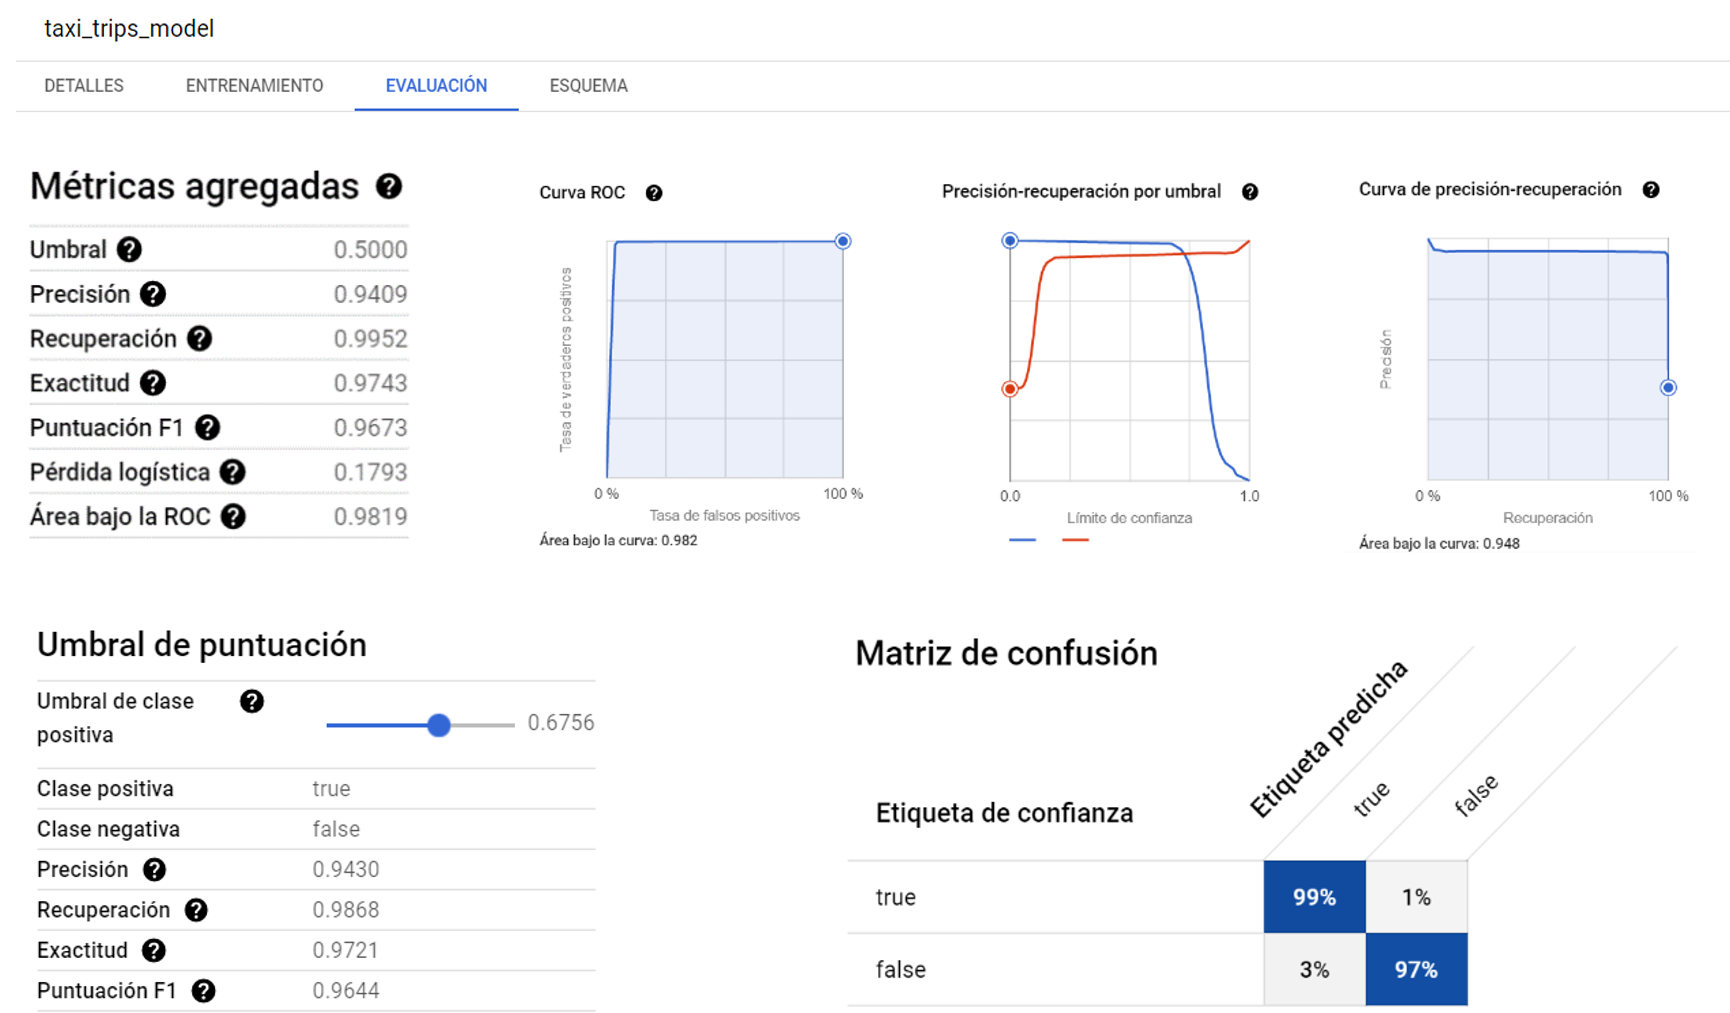 taxi_trips_model
DETALLES ENTRENAMIENTO EVALUACIÓN ESQUEMA
Métricas agregadas
Umbral 0.5000
Precisión 0.9409
Recuperación 0.9952
Exactitud 0.9743
Puntuación F1 0.9673
Pérdida logística 0.1793
Área bajo la ROC 0.9819
Curva ROC
Tasa de verdaderos positivos
0 % 100 %
Tasa de falsos positivos
Área bajo la curva: 0.982
Precisión-recuperación por umbral
0.0 1.0
Límite de confianza
Curva de precisión-recuperación
Precisión
0 % 100 %
Recuperación
Área bajo la curva: 0.948
Umbral de puntuación
Umbral de clase
positiva
0.6756
Clase positiva true
Clase negativa false
Precisión 0.9430
Recuperación 0.9868
Exactitud 0.9721
Puntuación F1 0.9644
Matriz de confusión
Etiqueta predicha
true
false
Etiqueta de confianza
true 99% 1%
false 3% 97%